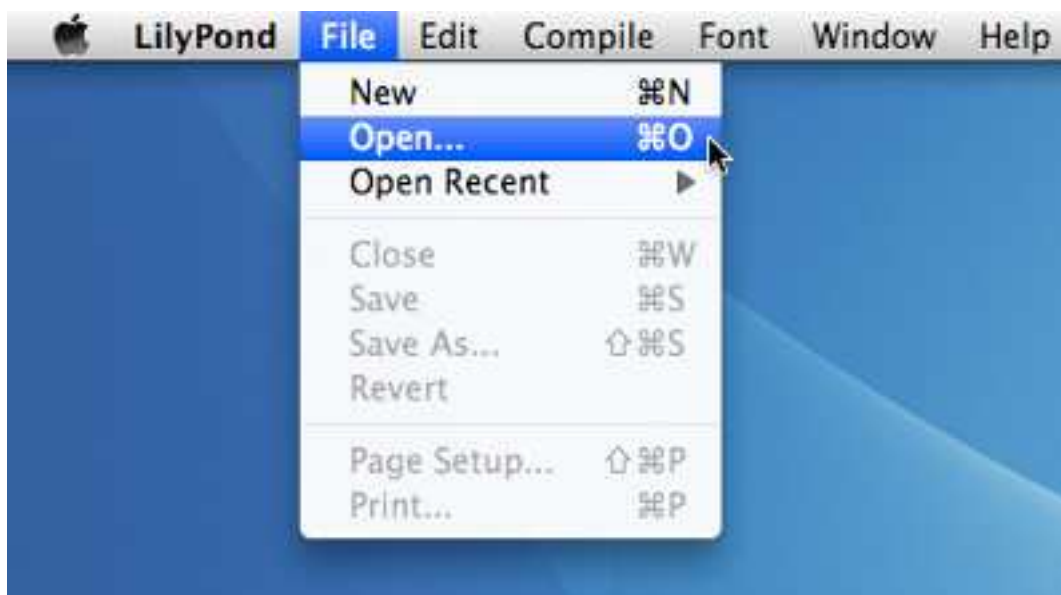 LilyPond File Edit Compile Font Window Help
New ⌘N
Open... ⌘O
Open Recent ▶
Close ⌘W
Save ⌘S
Save As... ⇧⌘S
Revert
Page Setup... ⇧⌘P
Print... ⌘P